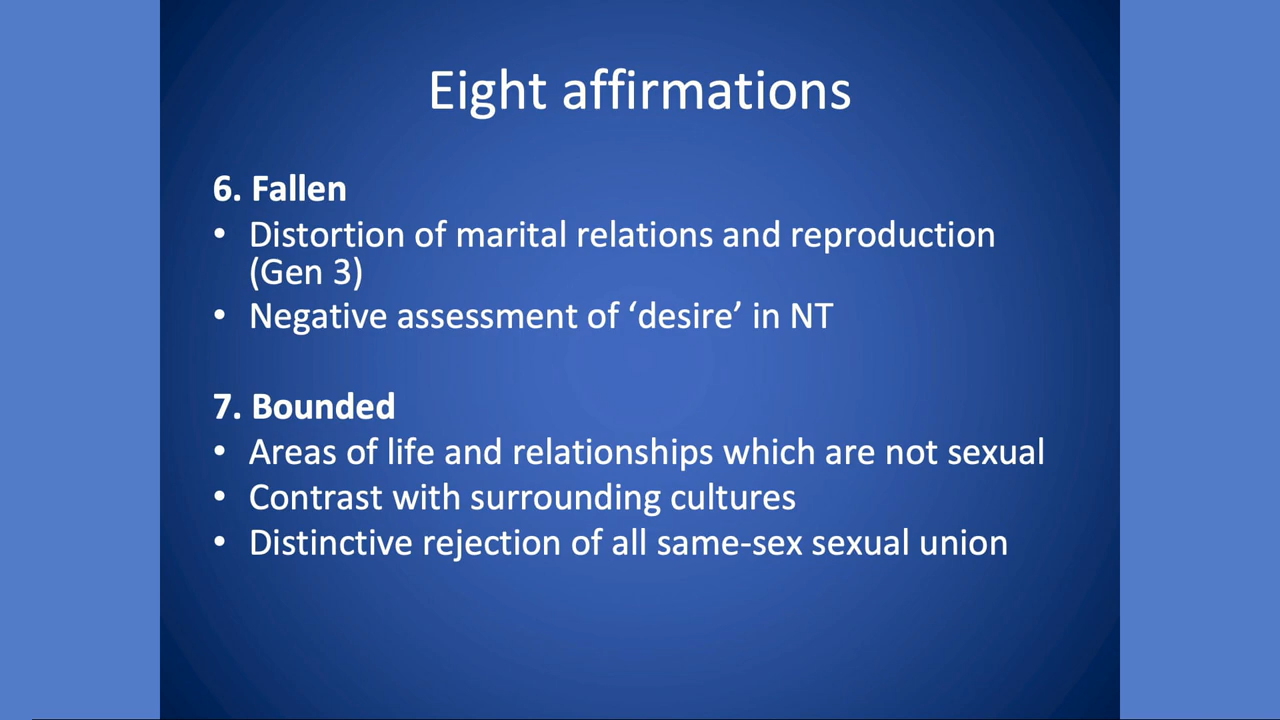 Eight affirmations
6. Fallen
• Distortion of marital relations and reproduction
(Gen 3)
• Negative assessment of ‘desire’ in NT
7. Bounded
• Areas of life and relationships which are not sexual
• Contrast with surrounding cultures
• Distinctive rejection of all same-sex sexual union